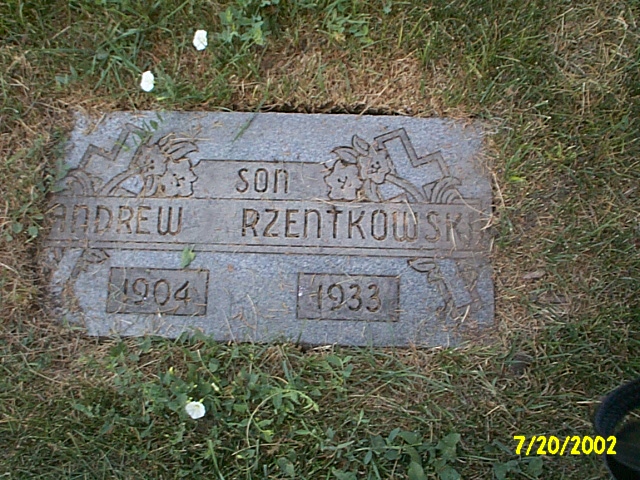 SON
ANDREW RZENTKOWSKI
1904 1933
7/20/2002